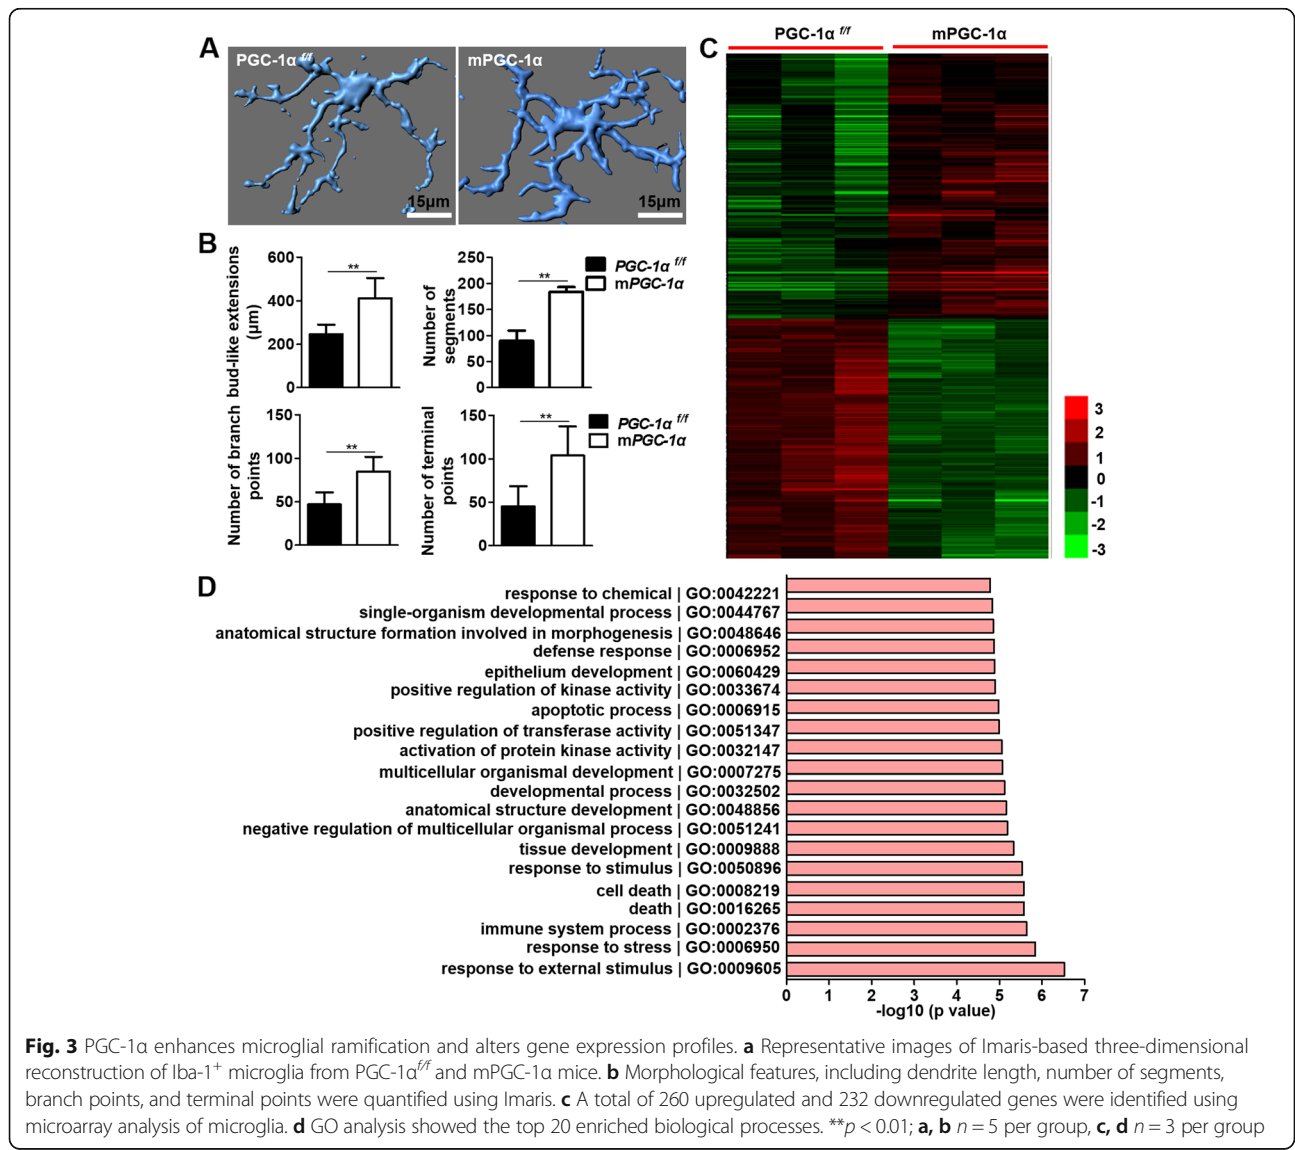 A
PGC-1α f/f
15μm
mPGC-1α
15μm
B
bud-like extensions
(μm)
600
400
200
0
**
Number of
segments
250
200
150
100
50
0
**
PGC-1α f/f
mPGC-1α
Number of branch
points
150
100
50
0
**
Number of terminal
points
150
100
50
0
**
PGC-1α f/f
mPGC-1α
C
PGC-1α f/f
mPGC-1α
3
2
1
0
-1
-2
-3
D
response to chemical | GO:0042221
single-organism developmental process | GO:0044767
anatomical structure formation involved in morphogenesis | GO:0048646
defense response | GO:0006952
epithelium development | GO:0060429
positive regulation of kinase activity | GO:0033674
apoptotic process | GO:0006915
positive regulation of transferase activity | GO:0051347
activation of protein kinase activity | GO:0032147
multicellular organismal development | GO:0007275
developmental process | GO:0032502
anatomical structure development | GO:0048856
negative regulation of multicellular organismal process | GO:0051241
tissue development | GO:0009888
response to stimulus | GO:0050896
cell death | GO:0008219
death | GO:0016265
immune system process | GO:0002376
response to stress | GO:0006950
response to external stimulus | GO:0009605
0 1 2 3 4 5 6 7
-log10 (p value)
Fig. 3 PGC-1α enhances microglial ramification and alters gene expression profiles. a Representative images of Imaris-based three-dimensional
reconstruction of Iba-1+ microglia from PGC-1αf/f and mPGC-1α mice. b Morphological features, including dendrite length, number of segments,
branch points, and terminal points were quantified using Imaris. c A total of 260 upregulated and 232 downregulated genes were identified using
microarray analysis of microglia. d GO analysis showed the top 20 enriched biological processes. **p < 0.01; a, b n = 5 per group, c, d n = 3 per group